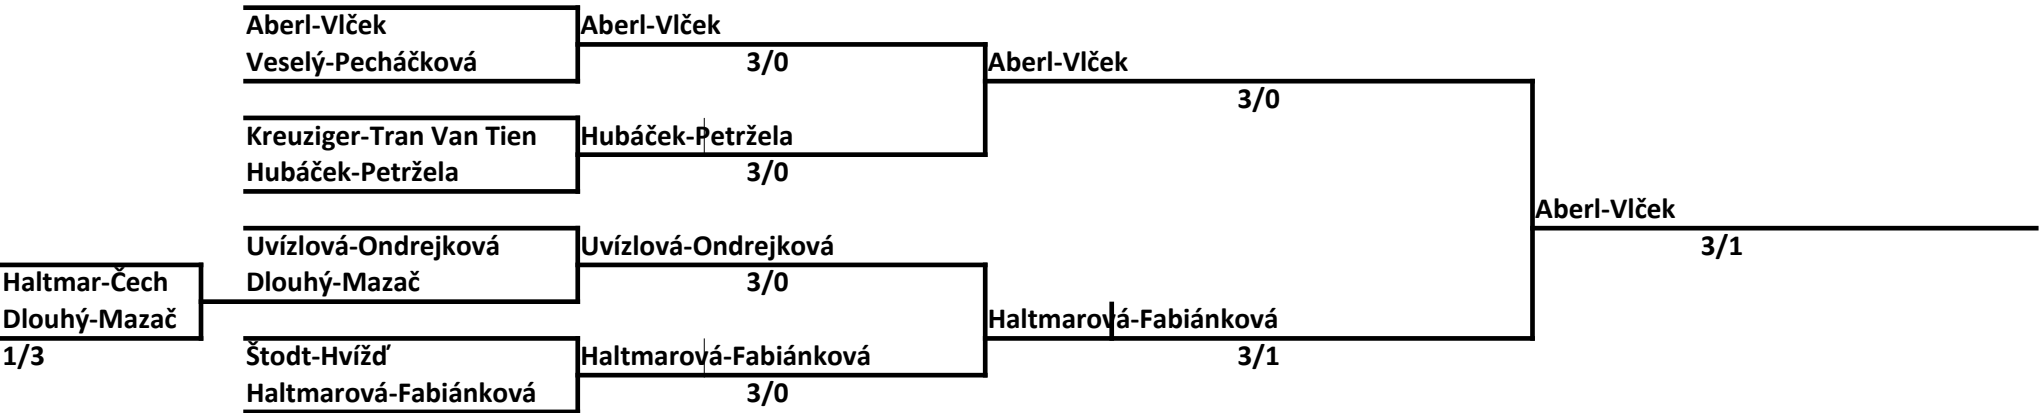 Aberl-Vlček Aberl-Vlček
Veselý-Pecháčková 3/0 Aberl-Vlček
3/0
Kreuziger-Tran Van Tien Hubáček-Petržela
Hubáček-Petržela 3/0
Aberl-Vlček
Uvízlová-Ondrejková Uvízlová-Ondrejková 3/1
Haltmar-Čech Dlouhý-Mazač 3/0
Dlouhý-Mazač Haltmarová-Fabiánková
1/3 Štodt-Hvížď Haltmarová-Fabiánková 3/1
Haltmarová-Fabiánková 3/0